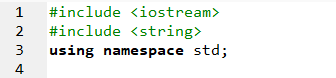 1 #include <iostream>
2 #include <string>
3 using namespace std;
4